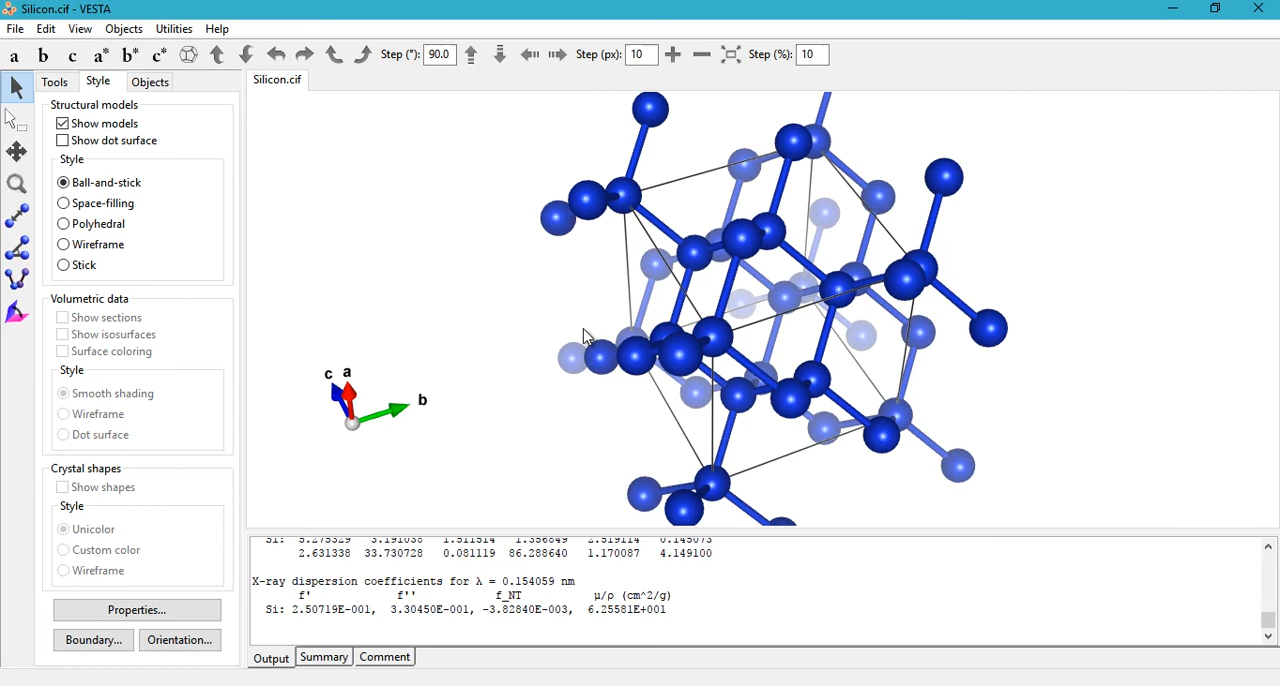 Silicon.cif - VESTA
File Edit View Objects Utilities Help
a b c a* b* c* Step (°): 90.0 Step (px): 10 Step (%): 10
Tools Style Objects
Silicon.cif
Structural models
Show models
Show dot surface
Style
Ball-and-stick
Space-filling
Polyhedral
Wireframe
Stick
Volumetric data
Show sections
Show isosurfaces
Surface coloring
Style
Smooth shading
Wireframe
Dot surface
Crystal shapes
Show shapes
Style
Unicolor
Custom color
Wireframe
Properties...
Boundary... Orientation...
c a
b
2.631338 33.730728 0.081119 86.288640 1.170087 4.149100
X-ray dispersion coefficients for λ = 0.154059 nm
f' f'' f_NT μ/ρ (cm^2/g)
Si: 2.50719E-001, 3.30450E-001, -3.82840E-003, 6.25581E+001
Output Summary Comment